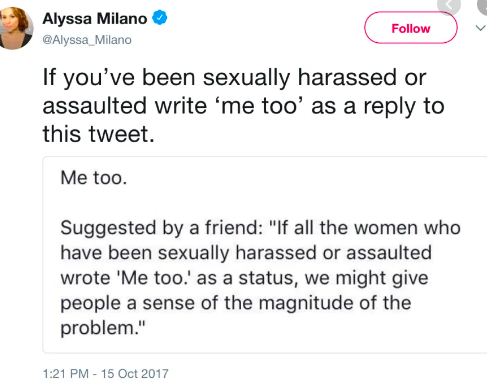 Alyssa Milano
@Alyssa_Milano
Follow
If you've been sexually harassed or
assaulted write 'me too' as a reply to
this tweet.
Me too.
Suggested by a friend: "If all the women who
have been sexually harassed or assaulted
wrote 'Me too.' as a status, we might give
people a sense of the magnitude of the
problem."
1:21 PM - 15 Oct 2017